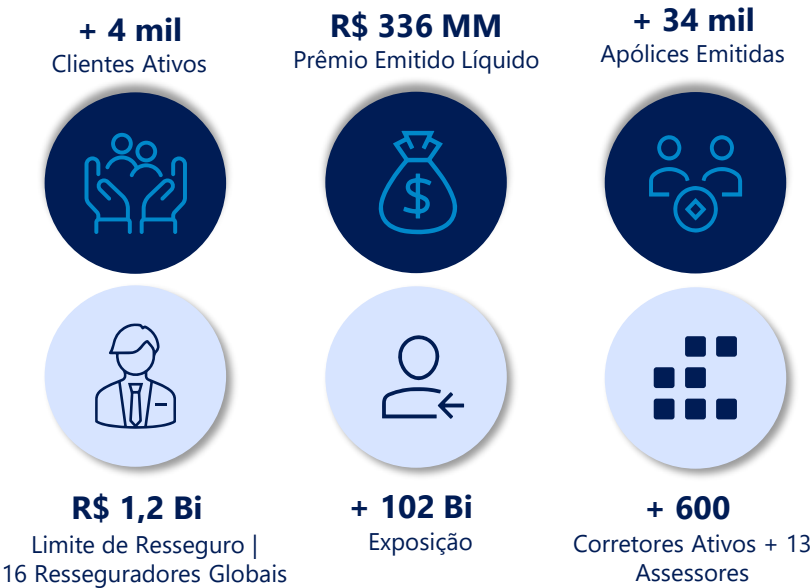 + 4 mil
Clientes Ativos
R$ 336 MM
Prêmio Emitido Líquido
+ 34 mil
Apólices Emitidas
$
R$ 1,2 Bi
Limite de Resseguro |
16 Resseguradores Globais
+ 102 Bi
Exposição
+ 600
Corretores Ativos + 13
Assessores